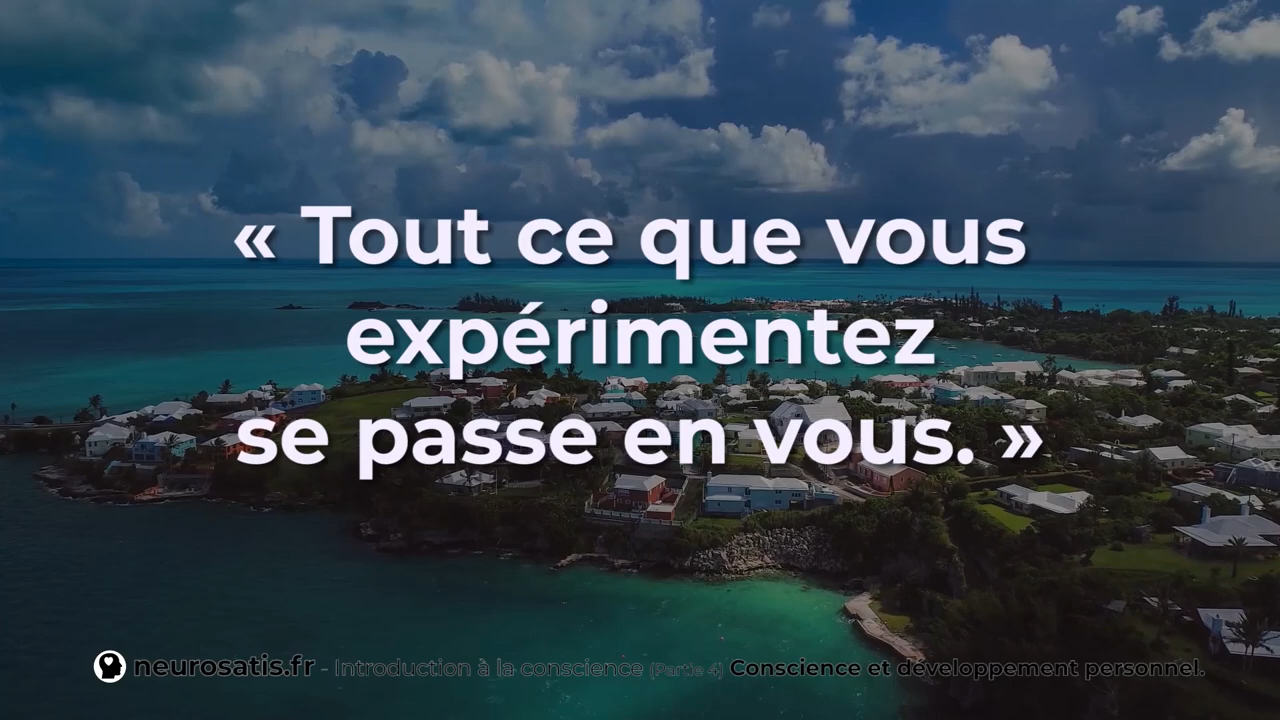 « Tout ce que vous
expérimentez
se passe en vous. »
neurosatis.fr - Introduction à la conscience (Partie 4) Conscience et développement personnel.